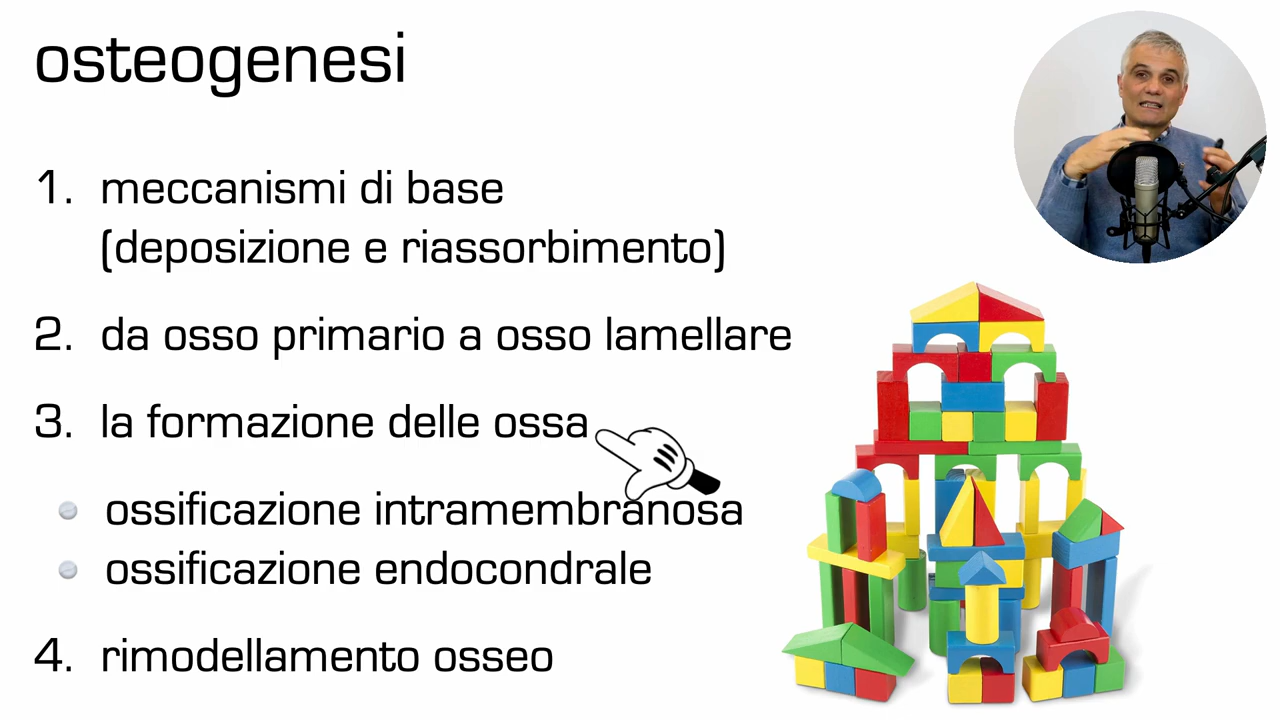 osteogenesi
1. meccanismi di base
(deposizione e riassorbimento)
2. da osso primario a osso lamellare
3. la formazione delle ossa
ossificazione intramembranosa
ossificazione endocondrale
4. rimodellamento osseo